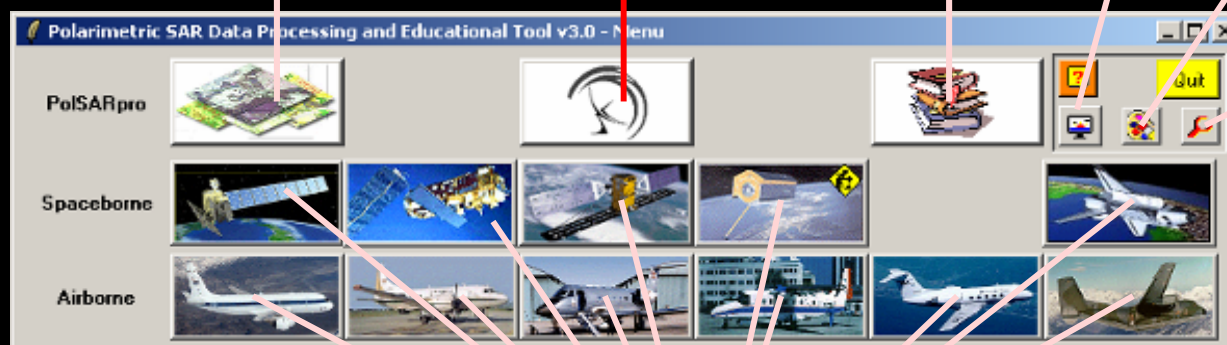 Polarimetric SAR Data Processing and Educational Tool v3.0 - Menu
PolSARpro
?
Quit
Spaceborne
Airborne